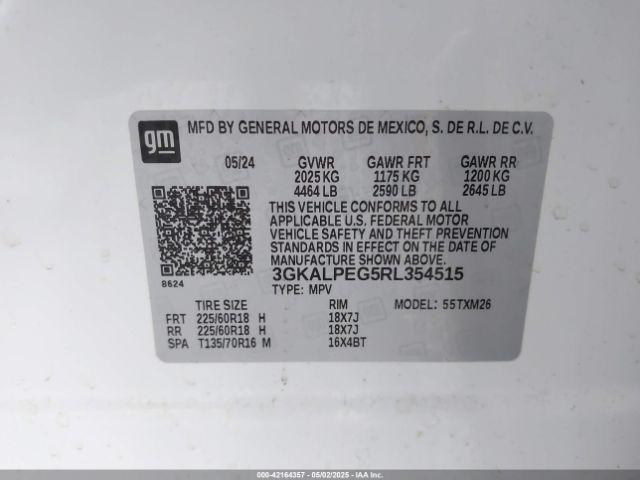 gm
MFD BY GENERAL MOTORS DE MEXICO, S. DE R.L. DE C.V.
05/24 GVWR GAWR FRT GAWR RR
2025 KG 1175 KG 1200 KG
4464 LB 2590 LB 2645 LB
THIS VEHICLE CONFORMS TO ALL
APPLICABLE U.S. FEDERAL MOTOR
VEHICLE SAFETY AND THEFT PREVENTION
STANDARDS IN EFFECT ON THE DATE OF
MANUFACTURE SHOWN ABOVE.
3GKALPEG5RL354515
8624
TYPE: MPV
TIRE SIZE RIM MODEL: 55TXM26
FRT 225/60R18 H 18X7J
RR 225/60R18 H 18X7J
SPA T135/70R16 M 16X4BT
000-42164357 - 05/02/2025 - IAADISPLAY